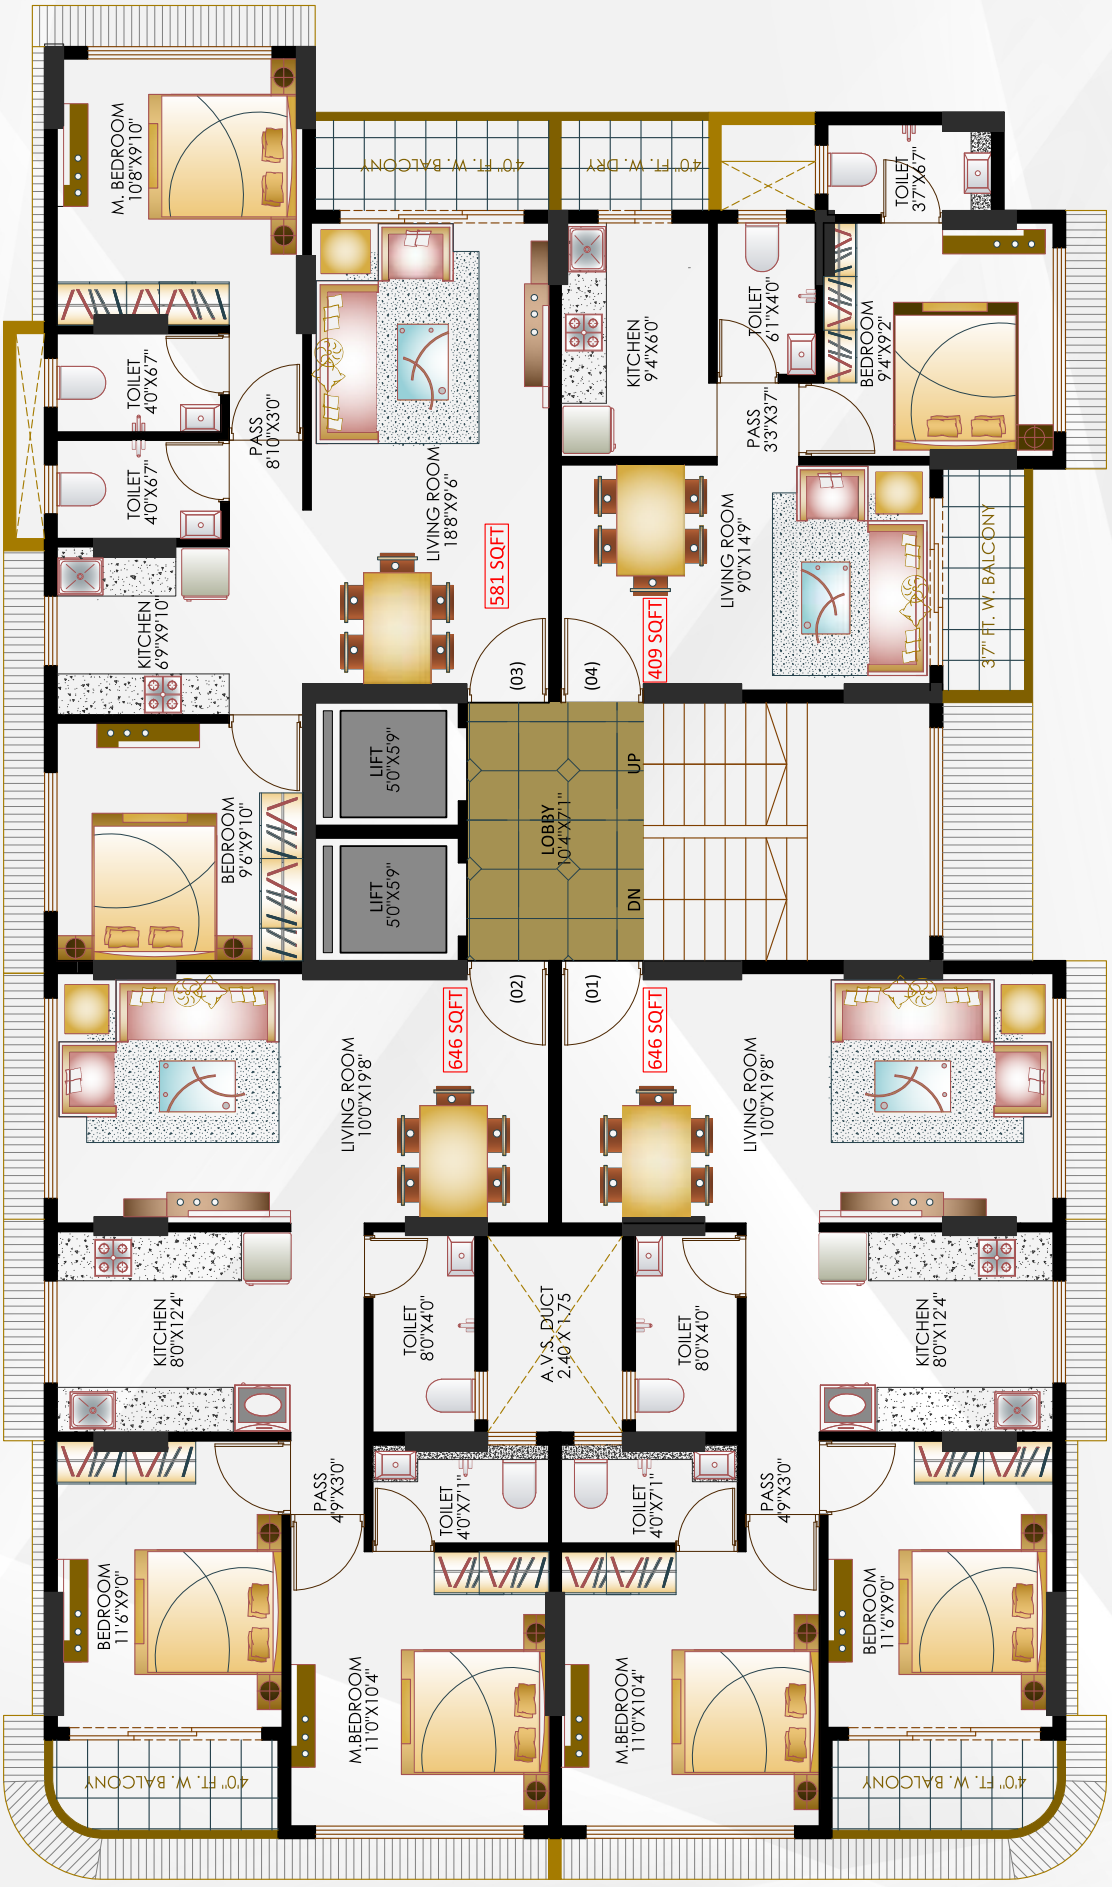 M. BEDROOM
10'8"X9'10"
4'0" FT. W. BALCONY
4'0" FT. W. DRY
TOILET
3'7"X6'7"
TOILET
4'0"X6'7"
TOILET
4'0"X6'7"
PASS
8'10"X3'0"
LIVING ROOM
18'8"X9'6"
581 SQFT
KITCHEN
9'4"X6'0"
TOILET
6'1"X4'0"
BEDROOM
9'4"X9'2"
PASS
3'3"X3'7"
LIVING ROOM
9'0"X14'9"
409 SQFT
3'7" FT. W. BALCONY
KITCHEN
6'9"X9'10"
(03)
(04)
BEDROOM
9'6"X9'10"
LIFT
5'0"X5'9"
LIFT
5'0"X5'9"
LOBBY
10'4"X7'1"
UP
DN
(02)
(01)
646 SQFT
646 SQFT
LIVING ROOM
10'0"X19'8"
LIVING ROOM
10'0"X19'8"
KITCHEN
8'0"X12'4"
TOILET
8'0"X4'0"
A.V.S. DUCT
2.40 X 1.75
TOILET
8'0"X4'0"
KITCHEN
8'0"X12'4"
PASS
4'9"X3'0"
TOILET
4'0"X7'1"
TOILET
4'0"X7'1"
PASS
4'9"X3'0"
BEDROOM
11'6"X9'0"
M.BEDROOM
11'0"X10'4"
M.BEDROOM
11'0"X10'4"
BEDROOM
11'6"X9'0"
4'0" FT. W. BALCONY
4'0" FT. W. BALCONY